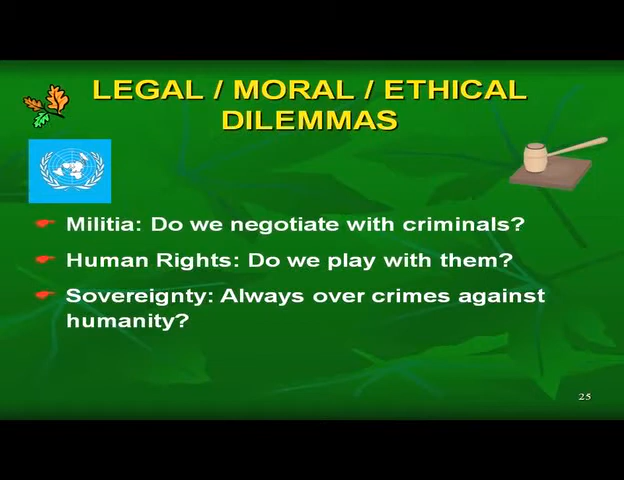 LEGAL / MORAL / ETHICAL
DILEMMAS
Militia: Do we negotiate with criminals?
Human Rights: Do we play with them?
Sovereignty: Always over crimes against
humanity?
25